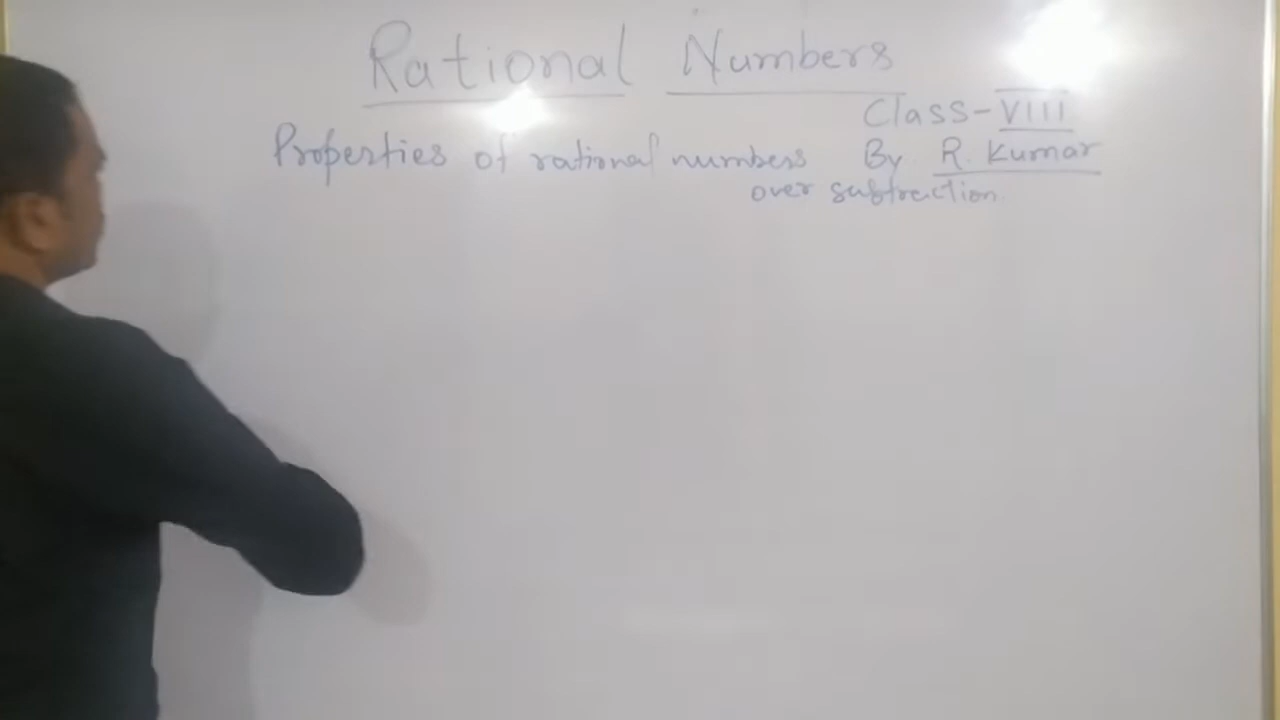 Rational Numbers
Class-VIII
Properties of rational numbers By R. Kumar
over subtraction.